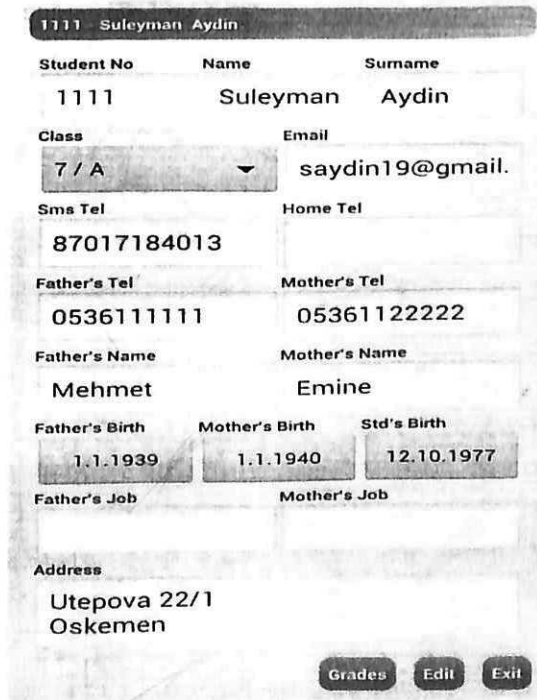 1111 Suleyman Aydin
Student No Name Surname
1111 Suleyman Aydin
Class Email
7 / A saydin19@gmail.
Sms Tel Home Tel
87017184013
Father's Tel Mother's Tel
0536111111 05361122222
Father's Name Mother's Name
Mehmet Emine
Father's Birth Mother's Birth Std's Birth
1.1.1939 1.1.1940 12.10.1977
Father's Job Mother's Job
Address
Utepova 22/1
Oskemen
Grades Edit Exit